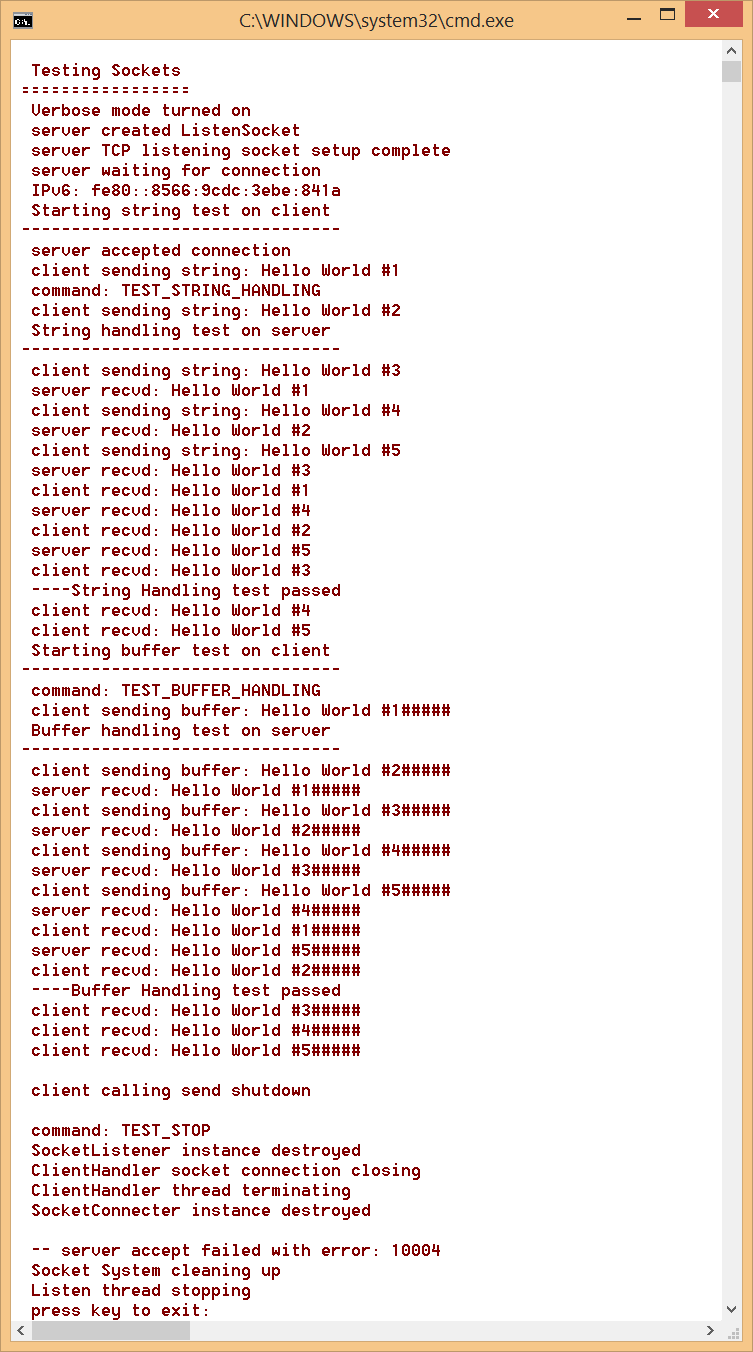 C:\WINDOWS\system32\cmd.exe
Testing Sockets
=================
Verbose mode turned on
server created ListenSocket
server TCP listening socket setup complete
server waiting for connection
IPv6: fe80::8566:9cdc:3ebe:841a
Starting string test on client
--------------------------------
server accepted connection
client sending string: Hello World #1
command: TEST_STRING_HANDLING
client sending string: Hello World #2
String handling test on server
--------------------------------
client sending string: Hello World #3
server recvd: Hello World #1
client sending string: Hello World #4
server recvd: Hello World #2
client sending string: Hello World #5
server recvd: Hello World #3
client recvd: Hello World #1
server recvd: Hello World #4
client recvd: Hello World #2
server recvd: Hello World #5
client recvd: Hello World #3
----String Handling test passed
client recvd: Hello World #4
client recvd: Hello World #5
Starting buffer test on client
--------------------------------
command: TEST_BUFFER_HANDLING
client sending buffer: Hello World #1#####
Buffer handling test on server
--------------------------------
client sending buffer: Hello World #2#####
server recvd: Hello World #1#####
client sending buffer: Hello World #3#####
server recvd: Hello World #2#####
client sending buffer: Hello World #4#####
server recvd: Hello World #3#####
client sending buffer: Hello World #5#####
server recvd: Hello World #4#####
client recvd: Hello World #1#####
server recvd: Hello World #5#####
client recvd: Hello World #2#####
----Buffer Handling test passed
client recvd: Hello World #3#####
client recvd: Hello World #4#####
client recvd: Hello World #5#####
client calling send shutdown
command: TEST_STOP
SocketListener instance destroyed
ClientHandler socket connection closing
ClientHandler thread terminating
SocketConnecter instance destroyed
-- server accept failed with error: 10004
Socket System cleaning up
Listen thread stopping
press key to exit: